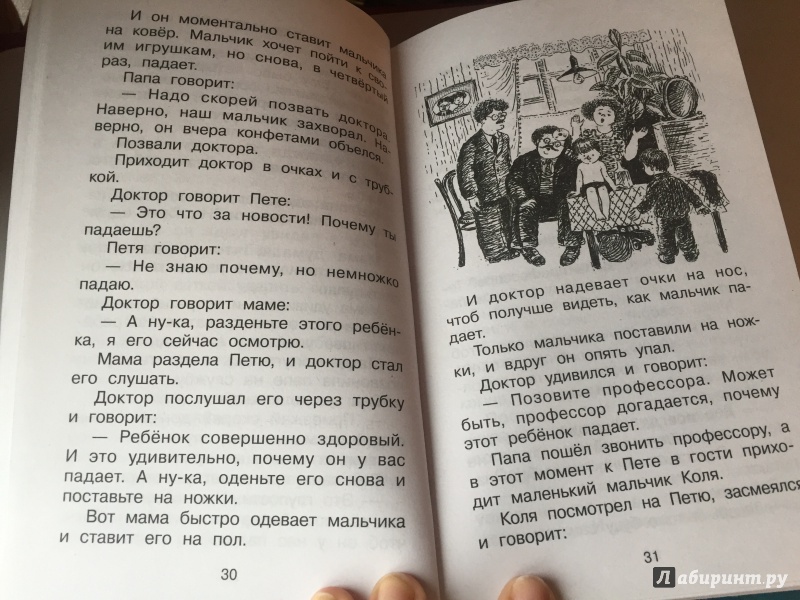 И он моментально ставит мальчика
на ковёр. Мальчик хочет пойти к сво-
им игрушкам, но снова, в четвёртый
раз, падает.
Папа говорит:
— Надо скорей позвать доктора.
Наверно, наш мальчик захворал. На-
верно, он вчера конфетами объелся.
Позвали доктора.
Приходит доктор в очках и с труб-
кой.
Доктор говорит Пете:
— Это что за новости! Почему ты
падаешь?
Петя говорит:
— Не знаю почему, но немножко
падаю.
Доктор говорит маме:
— А ну-ка, разденьте этого ребён-
ка, я его сейчас осмотрю.
Мама раздела Петю, и доктор стал
его слушать.
Доктор послушал его через трубку
и говорит:
— Ребёнок совершенно здоровый.
И это удивительно, почему он у вас
падает. А ну-ка, оденьте его снова и
поставьте на ножки.
Вот мама быстро одевает мальчика
и ставит его на пол.
30
И доктор надевает очки на нос,
чтоб получше видеть, как мальчик па-
дает.
Только мальчика поставили на нож-
ки, и вдруг он опять упал.
Доктор удивился и говорит:
— Позовите профессора. Может
быть, профессор догадается, почему
этот ребёнок падает.
Папа пошёл звонить профессору, а
в этот момент к Пете в гости прихо-
дит маленький мальчик Коля.
Коля посмотрел на Петю, засмеялся
и говорит:
31
Лабиринт.ру